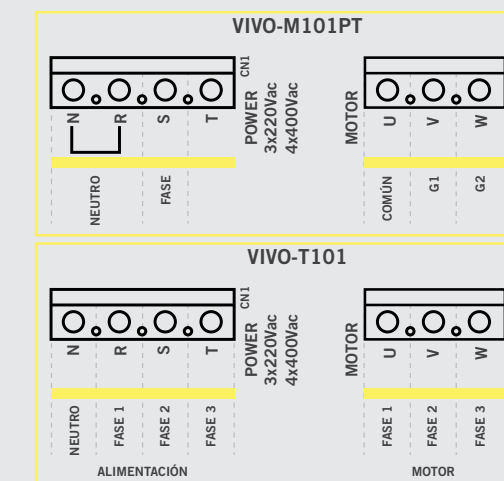 VIVO-M101PT
CN1
N R S T
POWER
3x220Vac
4x400Vac
NEUTRO
FASE
MOTOR
U V W
COMÚN
G1
G2
VIVO-T101
CN1
N R S T
POWER
3x220Vac
4x400Vac
NEUTRO
FASE 1
FASE 2
FASE 3
ALIMENTACIÓN
MOTOR
U V W
FASE 1
FASE 2
FASE 3
MOTOR